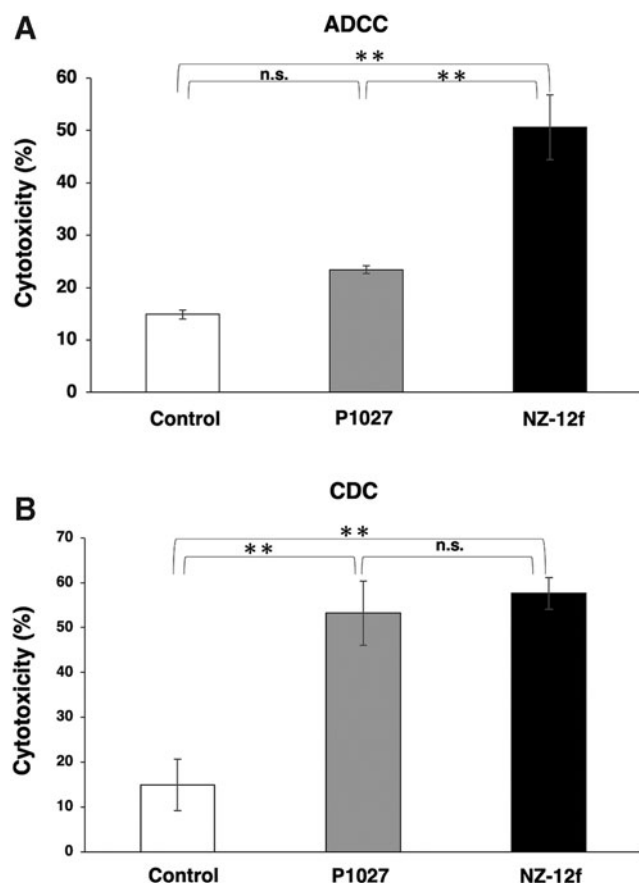 A
ADCC
**
n.s.
**
Cytotoxicity (%)
60
50
40
30
20
10
0
Control
P1027
NZ-12f
B
CDC
**
**
n.s.
Cytotoxicity (%)
70
60
50
40
30
20
10
0
Control
P1027
NZ-12f